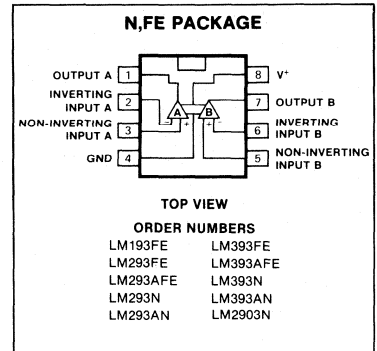 N,FE PACKAGE
OUTPUT A 1
INVERTING INPUT A 2
NON-INVERTING INPUT A 3
GND 4
8 V+
7 OUTPUT B
6 INVERTING INPUT B
5 NON-INVERTING INPUT B
A B
- + + -
TOP VIEW
ORDER NUMBERS
LM193FE LM393FE
LM293FE LM393AFE
LM293AFE LM393N
LM293N LM393AN
LM293AN LM2903N